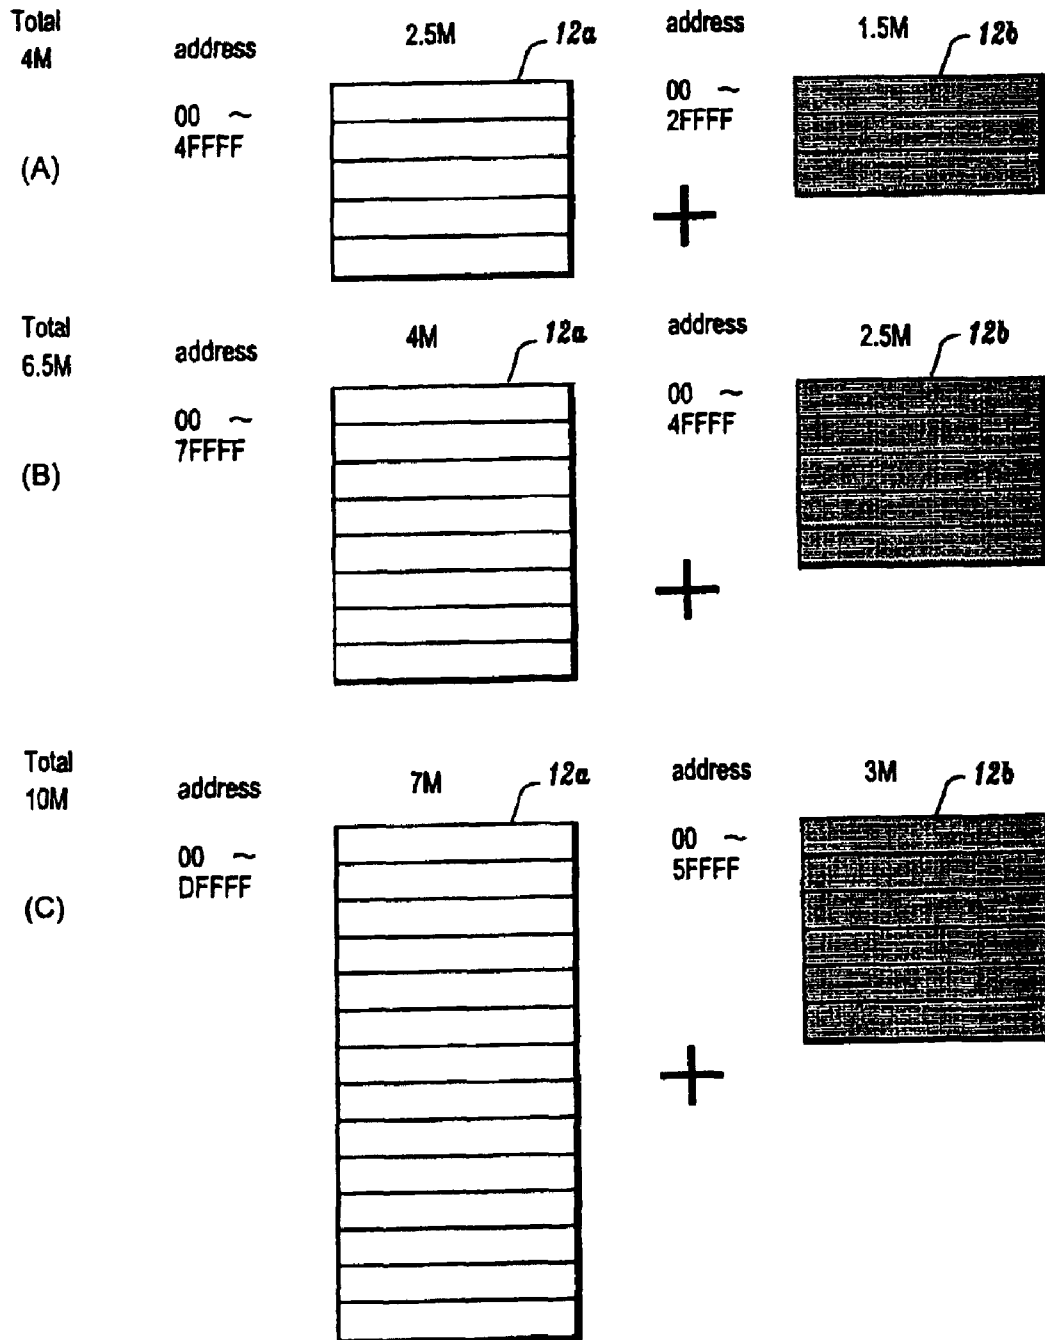 Total
4M
address
2.5M
12a
address
1.5M
12b
00 ~
4FFFF
00 ~
2FFFF
(A)
+
Total
6.5M
address
4M
12a
address
2.5M
12b
00 ~
7FFFF
00 ~
4FFFF
(B)
+
Total
10M
address
7M
12a
address
3M
12b
00 ~
DFFFF
00 ~
5FFFF
(C)
+